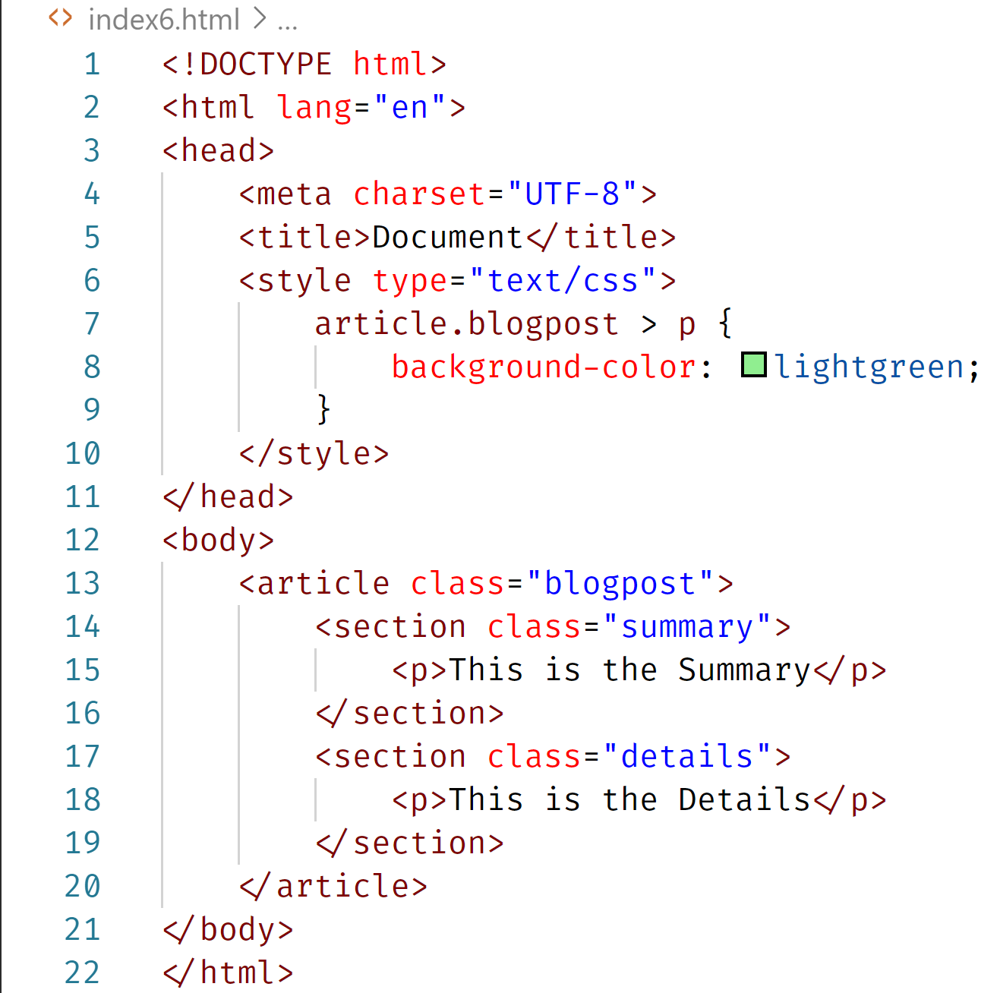 <> index6.html > ...
1 <!DOCTYPE html>
2 <html lang="en">
3 <head>
4     <meta charset="UTF-8">
5     <title>Document</title>
6     <style type="text/css">
7         article.blogpost > p {
8             background-color: lightgreen;
9         }
10     </style>
11 </head>
12 <body>
13     <article class="blogpost">
14         <section class="summary">
15             <p>This is the Summary</p>
16         </section>
17         <section class="details">
18             <p>This is the Details</p>
19         </section>
20     </article>
21 </body>
22 </html>